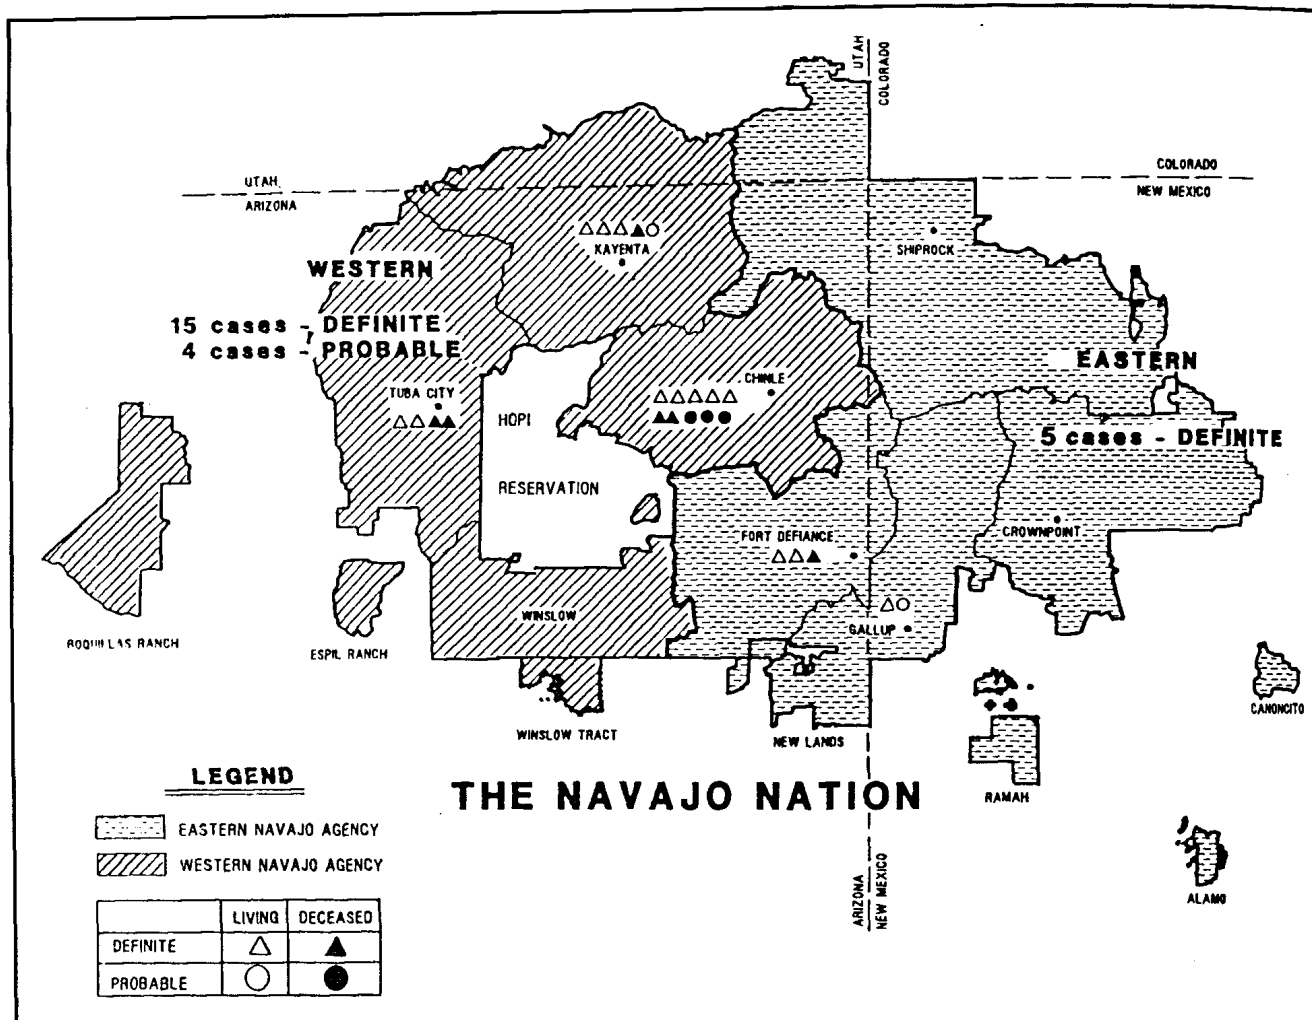 UTAH
COLORADO
COLORADO
NEW MEXICO
UTAH
ARIZONA
KAYENTA
SHIPROCK
WESTERN
15 cases - DEFINITE
4 cases - PROBABLE
EASTERN
CHINLE
TUBA CITY
HOPI
RESERVATION
5 cases - DEFINITE
CROWNPOINT
FORT DEFIANCE
WINSLOW
GALLUP
BOQUILLAS RANCH
ESPIL RANCH
CANONCITO
WINSLOW TRACT
NEW LANDS
RAMAH
LEGEND
THE NAVAJO NATION
EASTERN NAVAJO AGENCY
WESTERN NAVAJO AGENCY
ARIZONA
NEW MEXICO
ALAMO
LIVING DECEASED
DEFINITE
PROBABLE